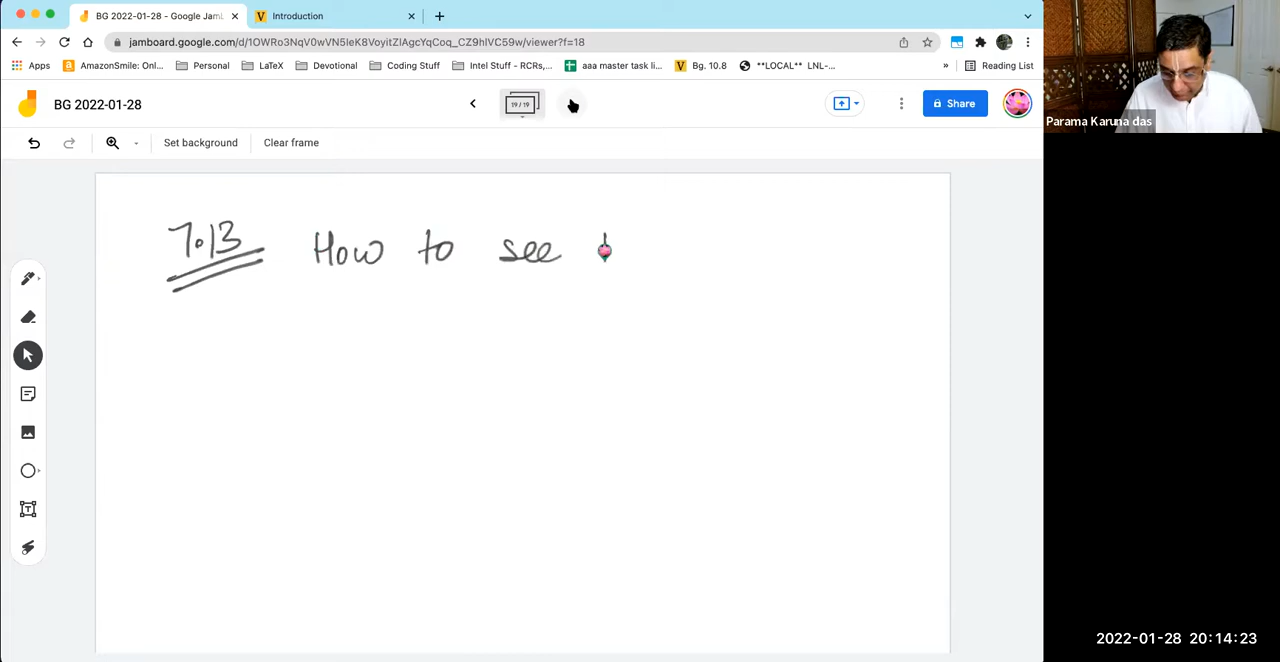 BG 2022-01-28 - Google Jam
Introduction
jamboard.google.com/d/1OWRo3NqV0wVN5IeK8VoyitZlAgcYqCoq_CZ9hlVC59w/viewer?f=18
Apps AmazonSmile: Onl... Personal LaTeX Devotional Coding Stuff Intel Stuff - RCRs,... aaa master task li... Bg. 10.8 **LOCAL** LNL-... » Reading List
BG 2022-01-28
19 / 19
Share
Parama Karuna das
Set background Clear frame
7.13 How to see
2022-01-28 20:14:23